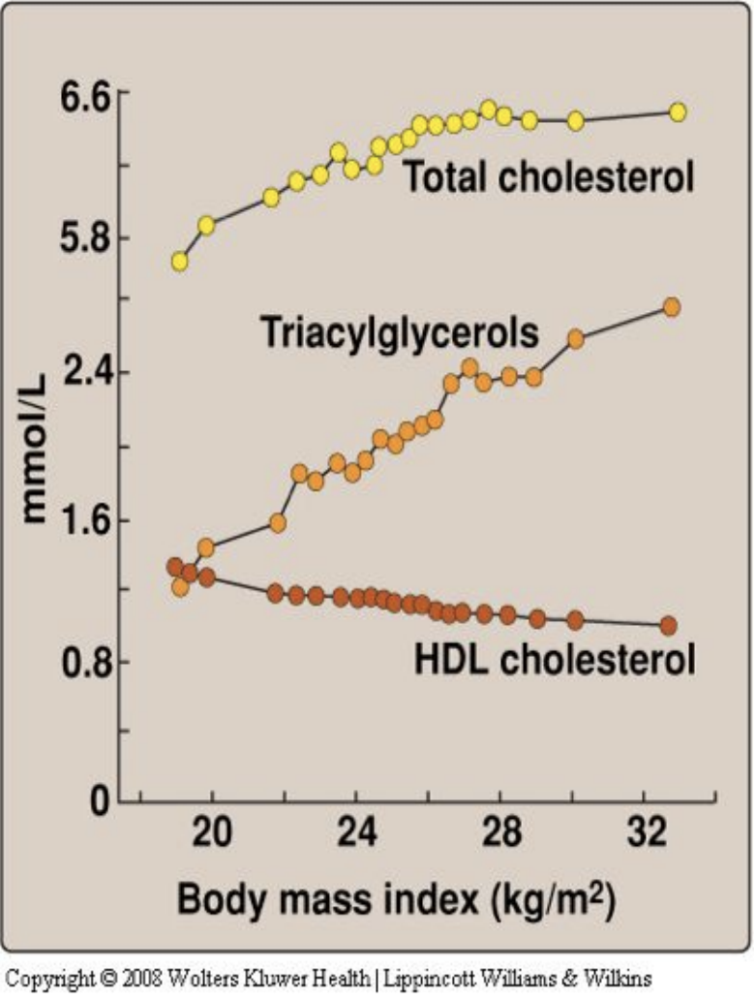 6.6
Total cholesterol
5.8
Triacylglycerols
2.4
mmol/L
1.6
HDL cholesterol
0.8
0
20 24 28 32
Body mass index (kg/m²)
Copyright © 2008 Wolters Kluwer Health | Lippincott Williams & Wilkins